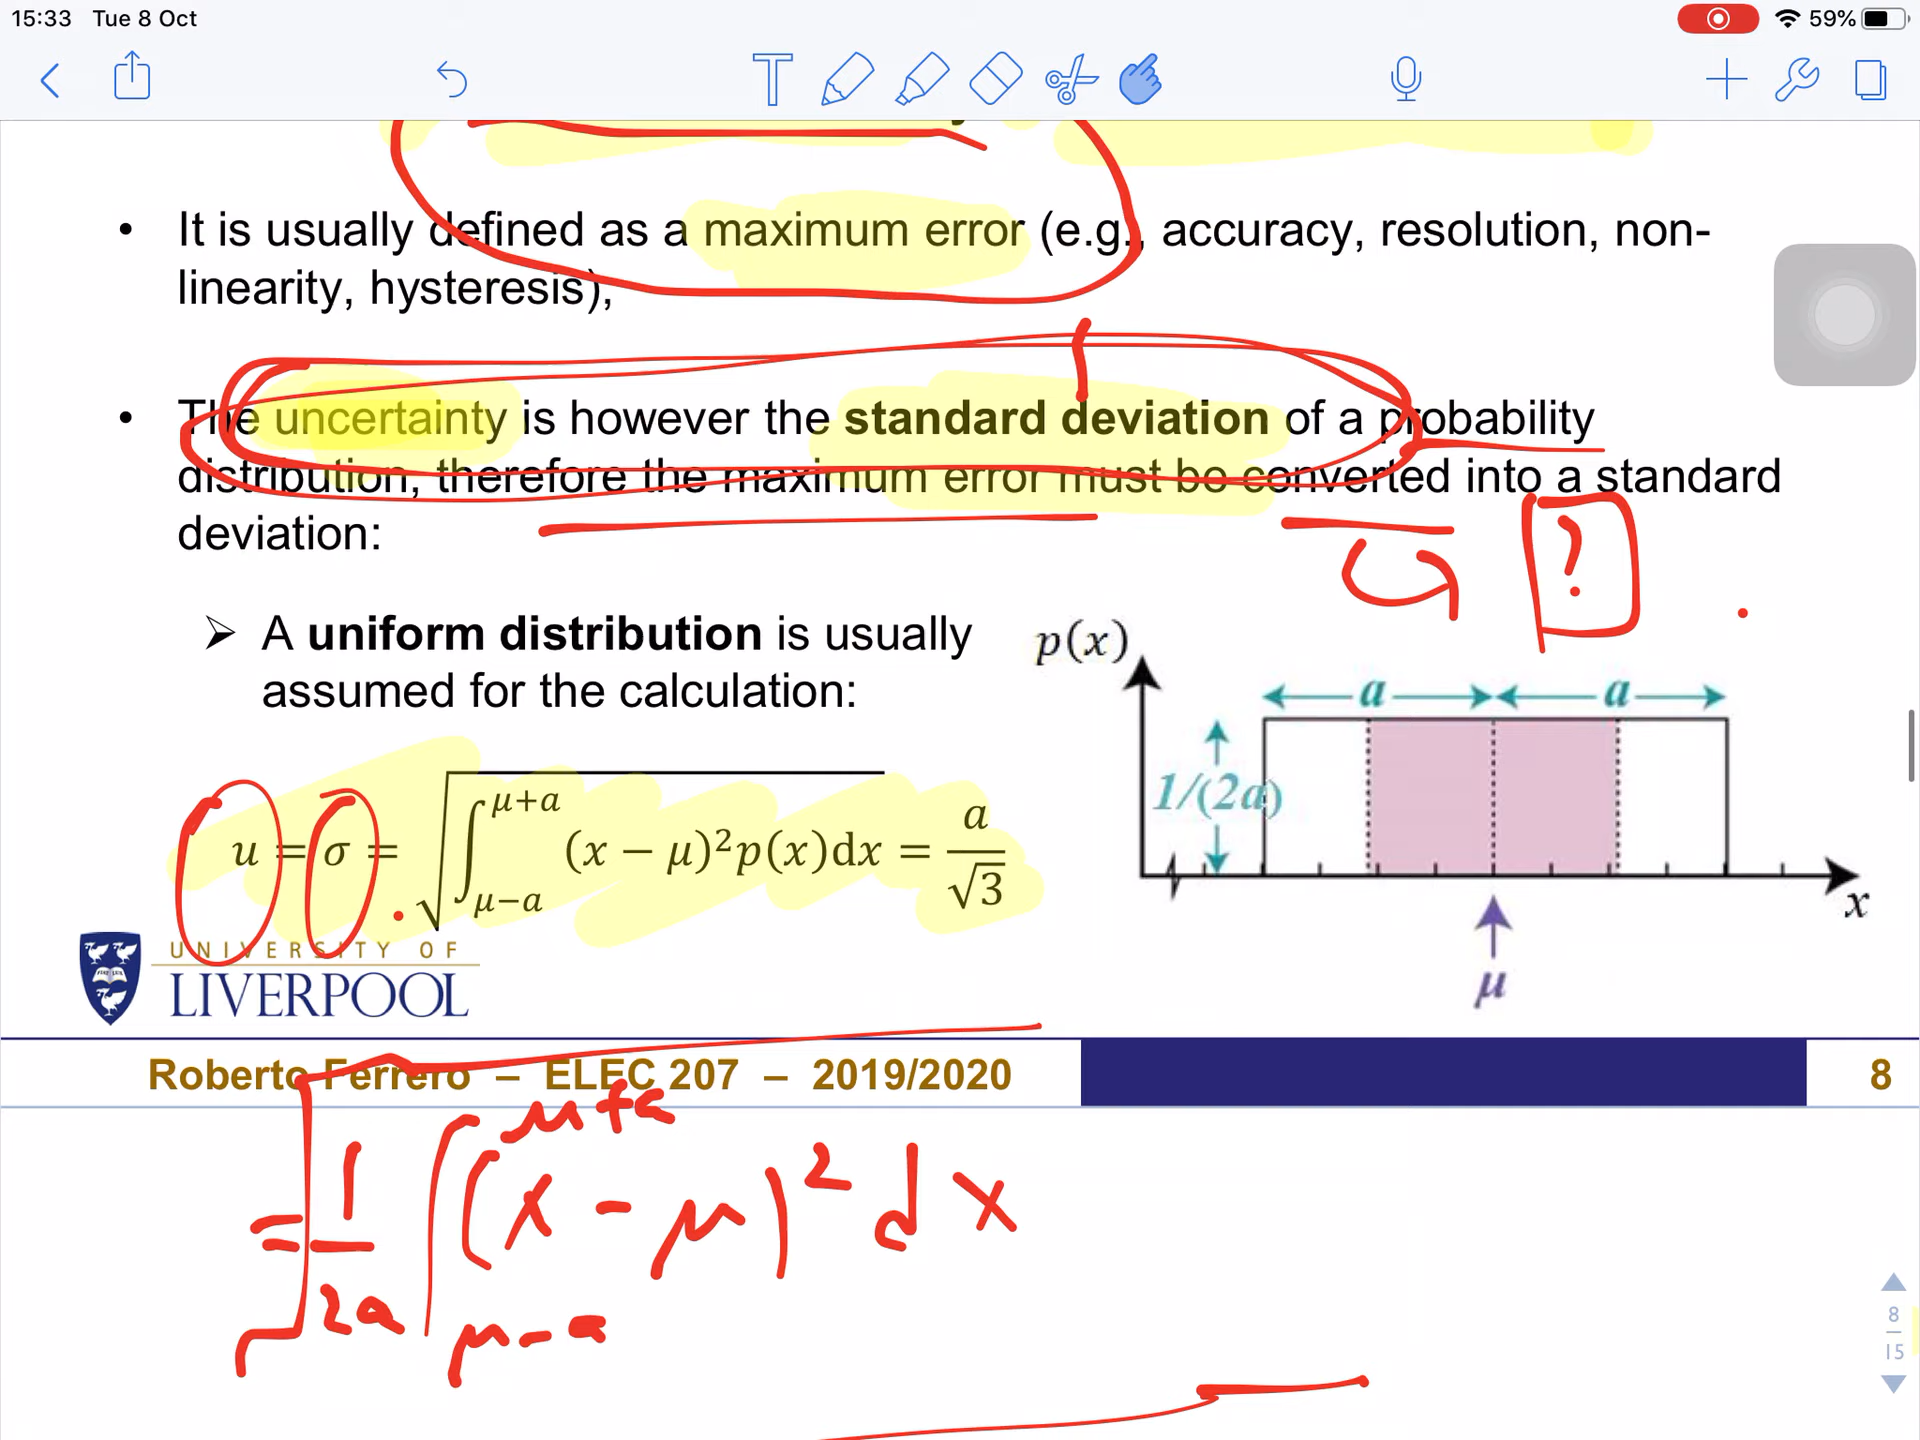 15:33 Tue 8 Oct 59%
T
• It is usually defined as a maximum error (e.g., accuracy, resolution, non-
linearity, hysteresis),
• The uncertainty is however the standard deviation of a probability
distribution, therefore the maximum error must be converted into a standard
deviation:
?
➢ A uniform distribution is usually
assumed for the calculation:
p(x)
a a
1/(2a)
u = σ = √∫μ−a^μ+a (x − μ)²p(x)dx = a/√3
x
μ
UNIVERSITY OF
LIVERPOOL
Roberto Ferrero – ELEC 207 – 2019/2020 8
= √ 1/2a ∫μ-a^μ+a (x - μ)² dx
8
15